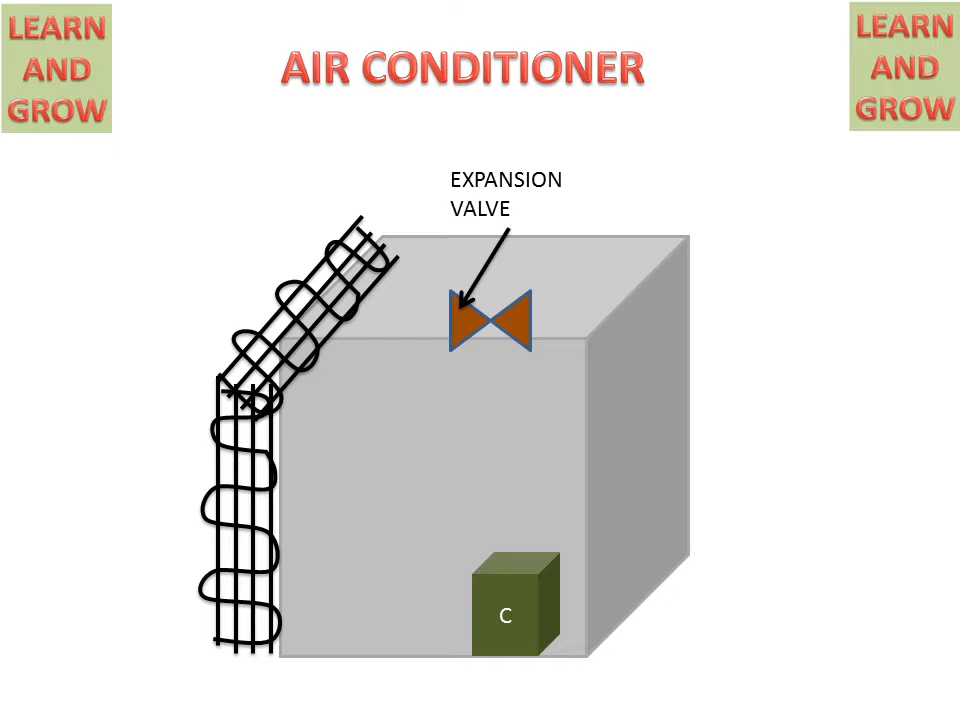 LEARN
AND
GROW
AIR CONDITIONER
LEARN
AND
GROW
EXPANSION
VALVE
C